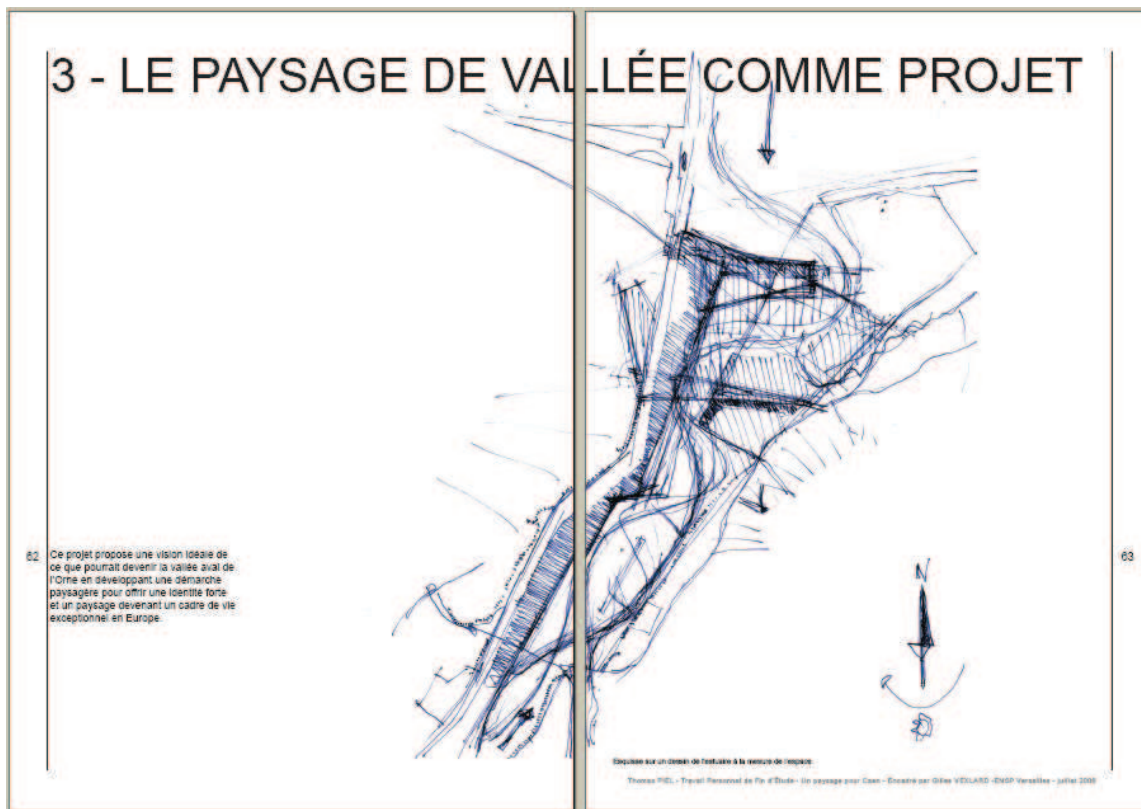 3 - LE PAYSAGE DE VALLLÉE COMME PROJET
62
Ce projet propose une vision idéale de
ce que pourrait devenir la vallée aval de
l'Orne en développant une démarche
paysagère pour offrir une identité forte
et un paysage devenant un cadre de vie
exceptionnel en Europe.
63
N
Esquisse sur un dessin de l'estuaire à la mesure de l'espace.
Thomas PIEL - Travail Personnel de Fin d'Étude - Un paysage pour Caen - Encadré par Gilles VEXLARD - ENSP Versailles - juillet 2008